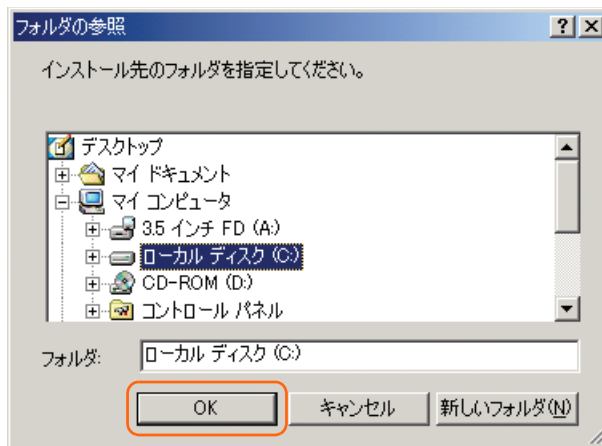 フォルダの参照
インストール先のフォルダを指定してください。
デスクトップ
マイ ドキュメント
マイ コンピュータ
3.5 インチ FD (A:)
ローカル ディスク (C:)
CD-ROM (D:)
コントロール パネル
フォルダ: ローカル ディスク (C:)
OK キャンセル 新しいフォルダ(N)